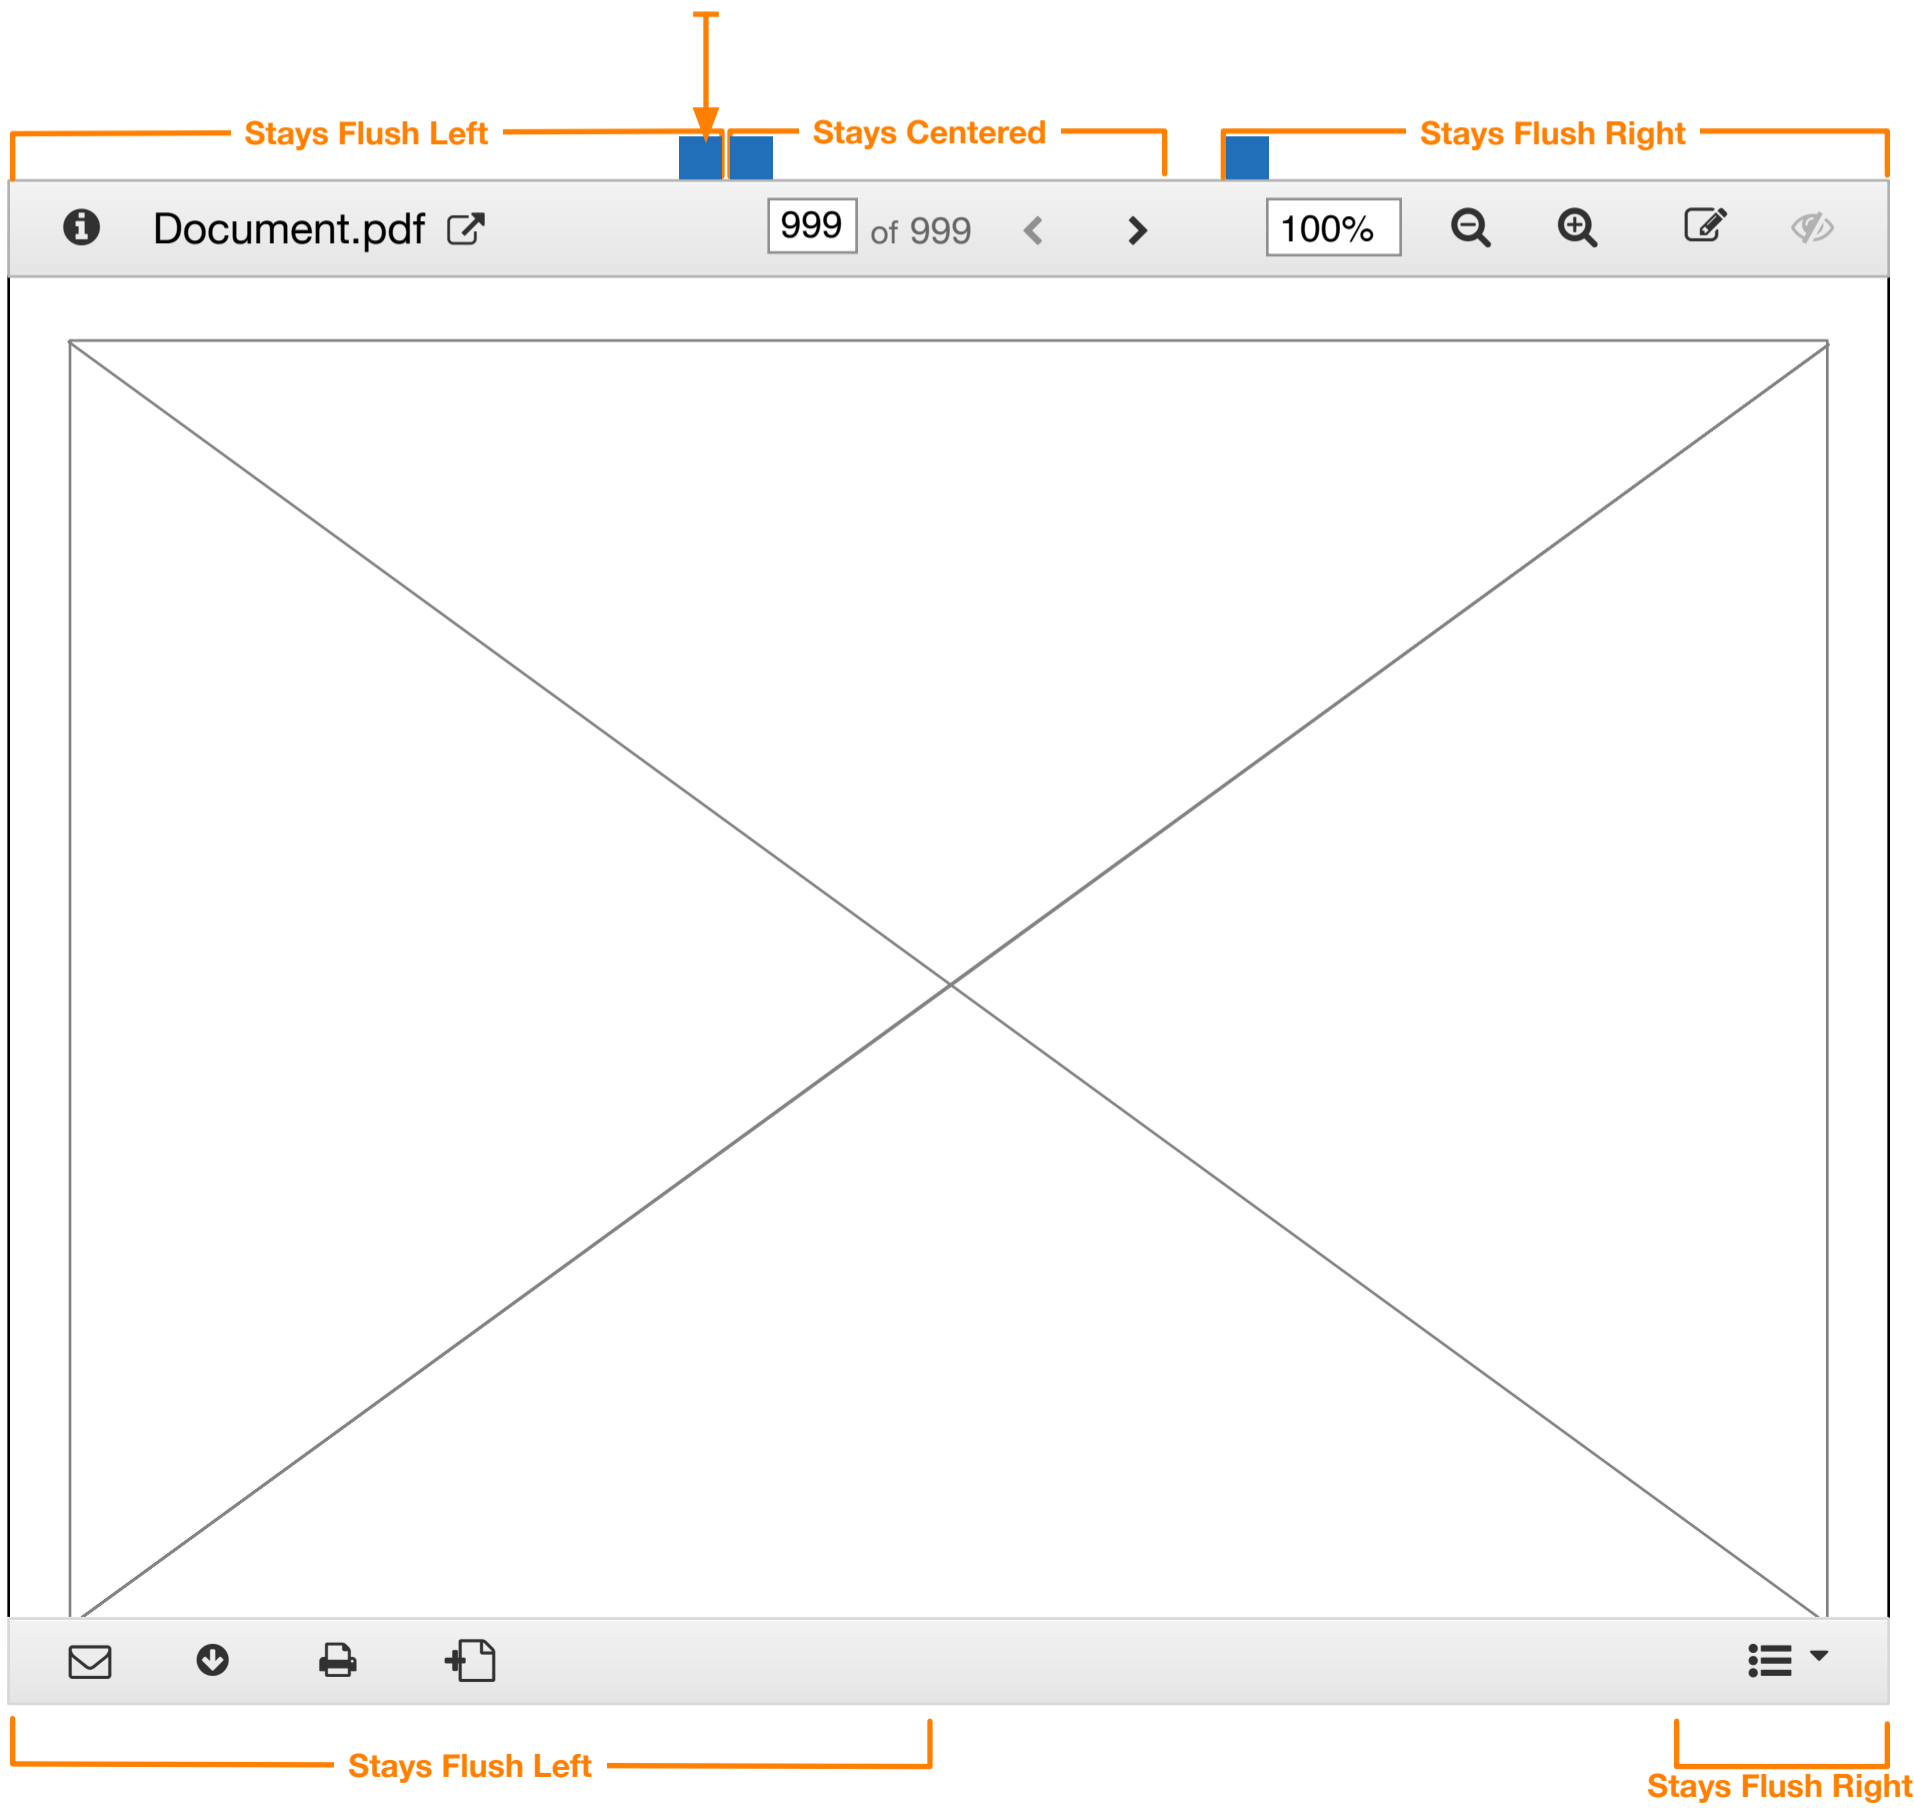 Stays Flush Left
Stays Centered
Stays Flush Right
Document.pdf
999 of 999
100%
Stays Flush Left
Stays Flush Right